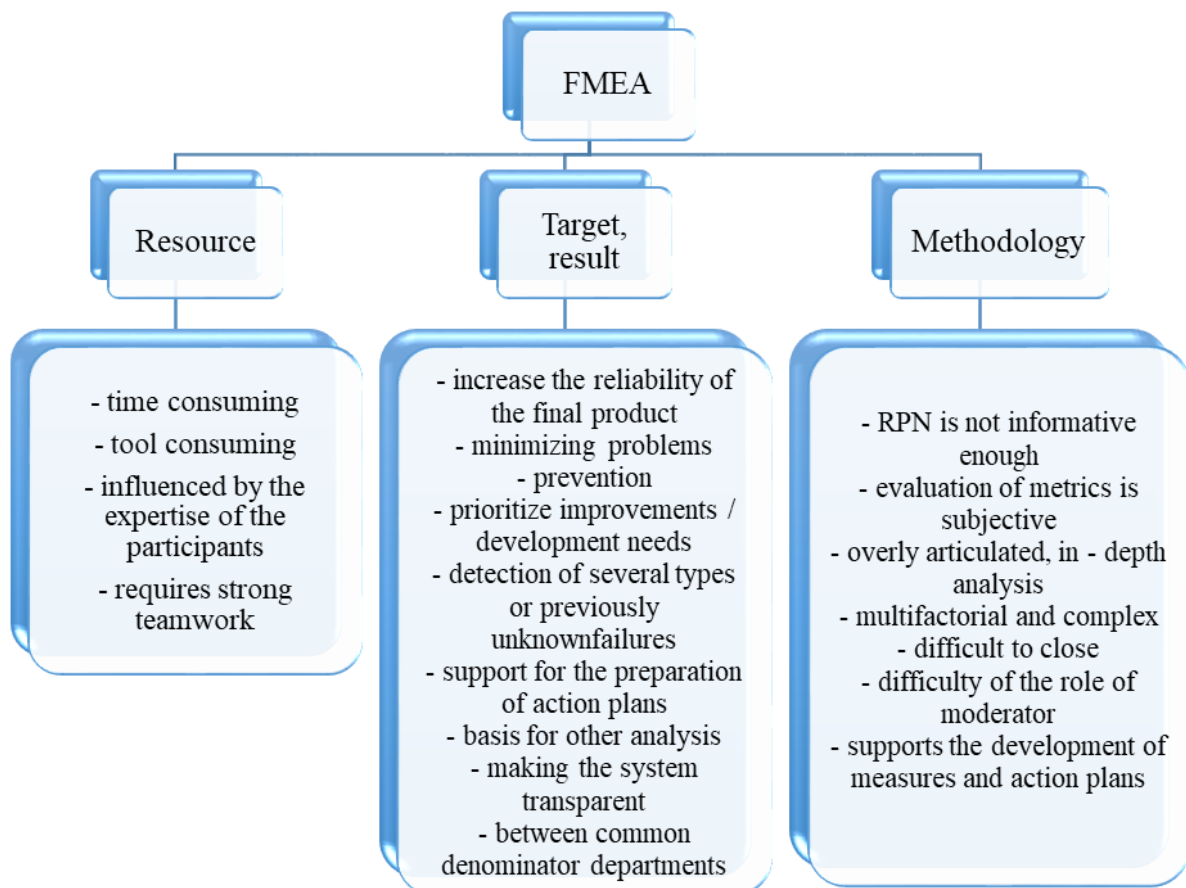 FMEA
Resource
Target,
result
Methodology
- time consuming
- tool consuming
- influenced by the
expertise of the
participants
- requires strong
teamwork
- increase the reliability of
the final product
- minimizing problems
- prevention
- prioritize improvements /
development needs
- detection of several types
or previously
unknownfailures
- support for the preparation
of action plans
- basis for other analysis
- making the system
transparent
- between common
denominator departments
- RPN is not informative
enough
- evaluation of metrics is
subjective
- overly articulated, in - depth
analysis
- multifactorial and complex
- difficult to close
- difficulty of the role of
moderator
- supports the development of
measures and action plans